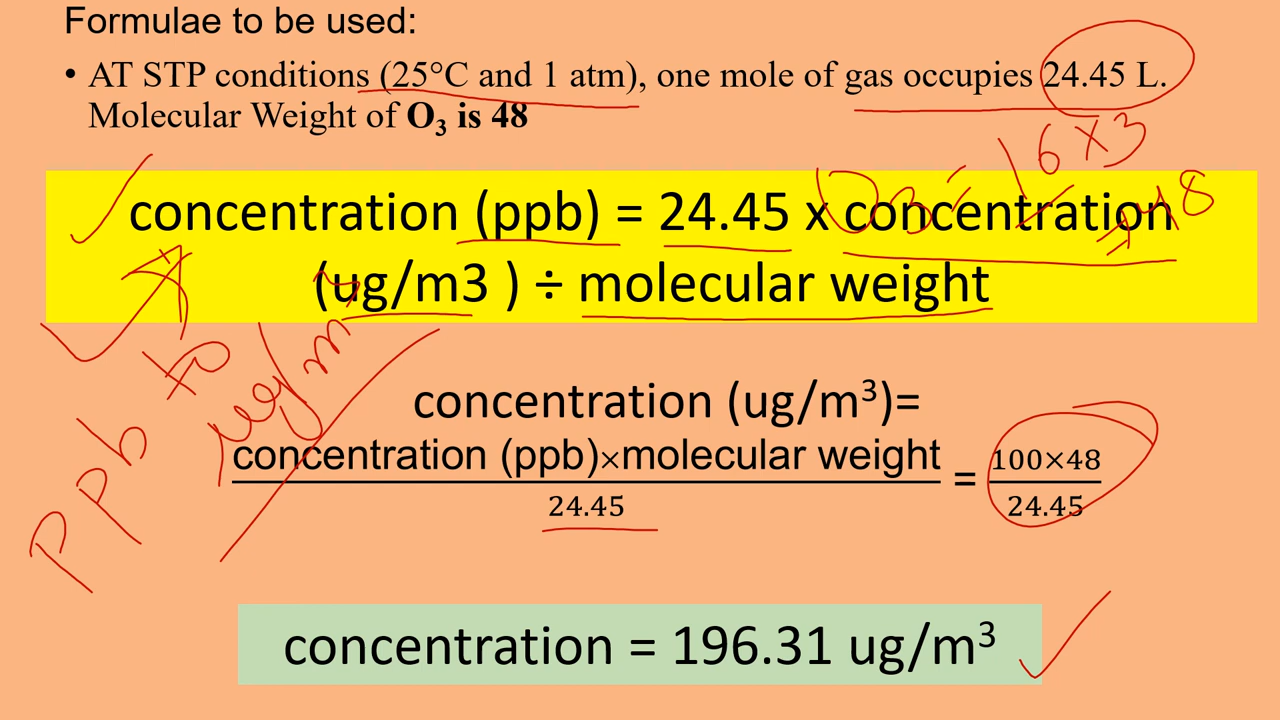 Formulae to be used:
• AT STP conditions (25°C and 1 atm), one mole of gas occupies 24.45 L.
Molecular Weight of O₃ is 48
16×3
concentration (ppb) = 24.45 x concentration
O3 =
= 48
(ug/m3 ) ÷ molecular weight
ppb to
µg/m³
concentration (ug/m³)=
concentration (ppb)×molecular weight
24.45
= 100×48
24.45
concentration = 196.31 ug/m³